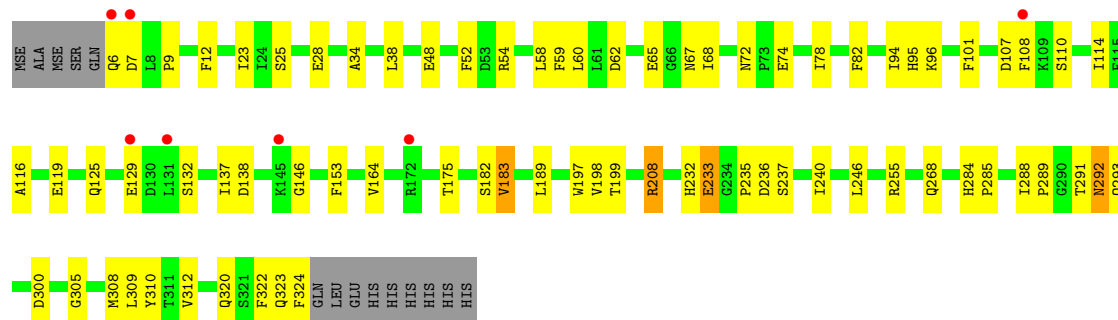 MSE ALA MSE SER GLN Q6 D7 L8 P9 F12 I23 I24 S25 E28 A34 L38 E48 F52 D53 R54 L58 F59 L60 L61 D62 E65 G66 N67 I68 N72 P73 E74 I78 F82 I94 H95 K96 F101 D107 F108 K109 S110 I114 E115
A116 E119 Q125 E129 D130 L131 S132 I137 D138 K145 G146 F153 V164 R172 T175 S182 V183 L189 W197 V198 T199 R208 H232 E233 G234 P235 D236 S237 I240 L246 R255 Q268 H284 P285 I288 P289 G290 T291 N292
D300 G305 M308 L309 Y310 T311 V312 Q320 S321 F322 Q323 F324 GLN LEU GLU HIS HIS HIS HIS HIS HIS